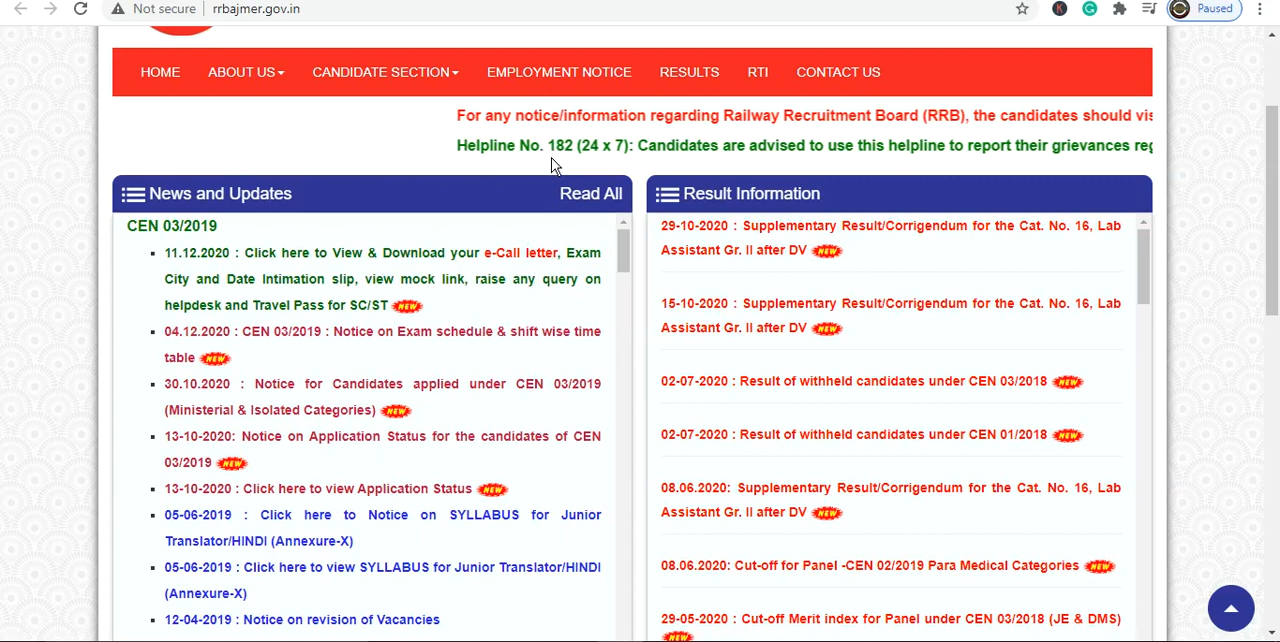 Not secure
rrbajmer.gov.in
Paused
HOME
ABOUT US
CANDIDATE SECTION
EMPLOYMENT NOTICE
RESULTS
RTI
CONTACT US
For any notice/information regarding Railway Recruitment Board (RRB), the candidates should vis
Helpline No. 182 (24 x 7): Candidates are advised to use this helpline to report their grievances reg
News and Updates
Read All
CEN 03/2019
11.12.2020 : Click here to View & Download your e-Call letter, Exam
City and Date Intimation slip, view mock link, raise any query on
helpdesk and Travel Pass for SC/ST NEW
04.12.2020 : CEN 03/2019 : Notice on Exam schedule & shift wise time
table NEW
30.10.2020 : Notice for Candidates applied under CEN 03/2019
(Ministerial & Isolated Categories) NEW
13-10-2020: Notice on Application Status for the candidates of CEN
03/2019 NEW
13-10-2020 : Click here to view Application Status NEW
05-06-2019 : Click here to Notice on SYLLABUS for Junior
Translator/HINDI (Annexure-X)
05-06-2019 : Click here to view SYLLABUS for Junior Translator/HINDI
(Annexure-X)
12-04-2019 : Notice on revision of Vacancies
Result Information
29-10-2020 : Supplementary Result/Corrigendum for the Cat. No. 16, Lab
Assistant Gr. II after DV NEW
15-10-2020 : Supplementary Result/Corrigendum for the Cat. No. 16, Lab
Assistant Gr. II after DV NEW
02-07-2020 : Result of withheld candidates under CEN 03/2018 NEW
02-07-2020 : Result of withheld candidates under CEN 01/2018 NEW
08.06.2020: Supplementary Result/Corrigendum for the Cat. No. 16, Lab
Assistant Gr. II after DV NEW
08.06.2020: Cut-off for Panel -CEN 02/2019 Para Medical Categories NEW
29-05-2020 : Cut-off Merit index for Panel under CEN 03/2018 (JE & DMS)
NEW